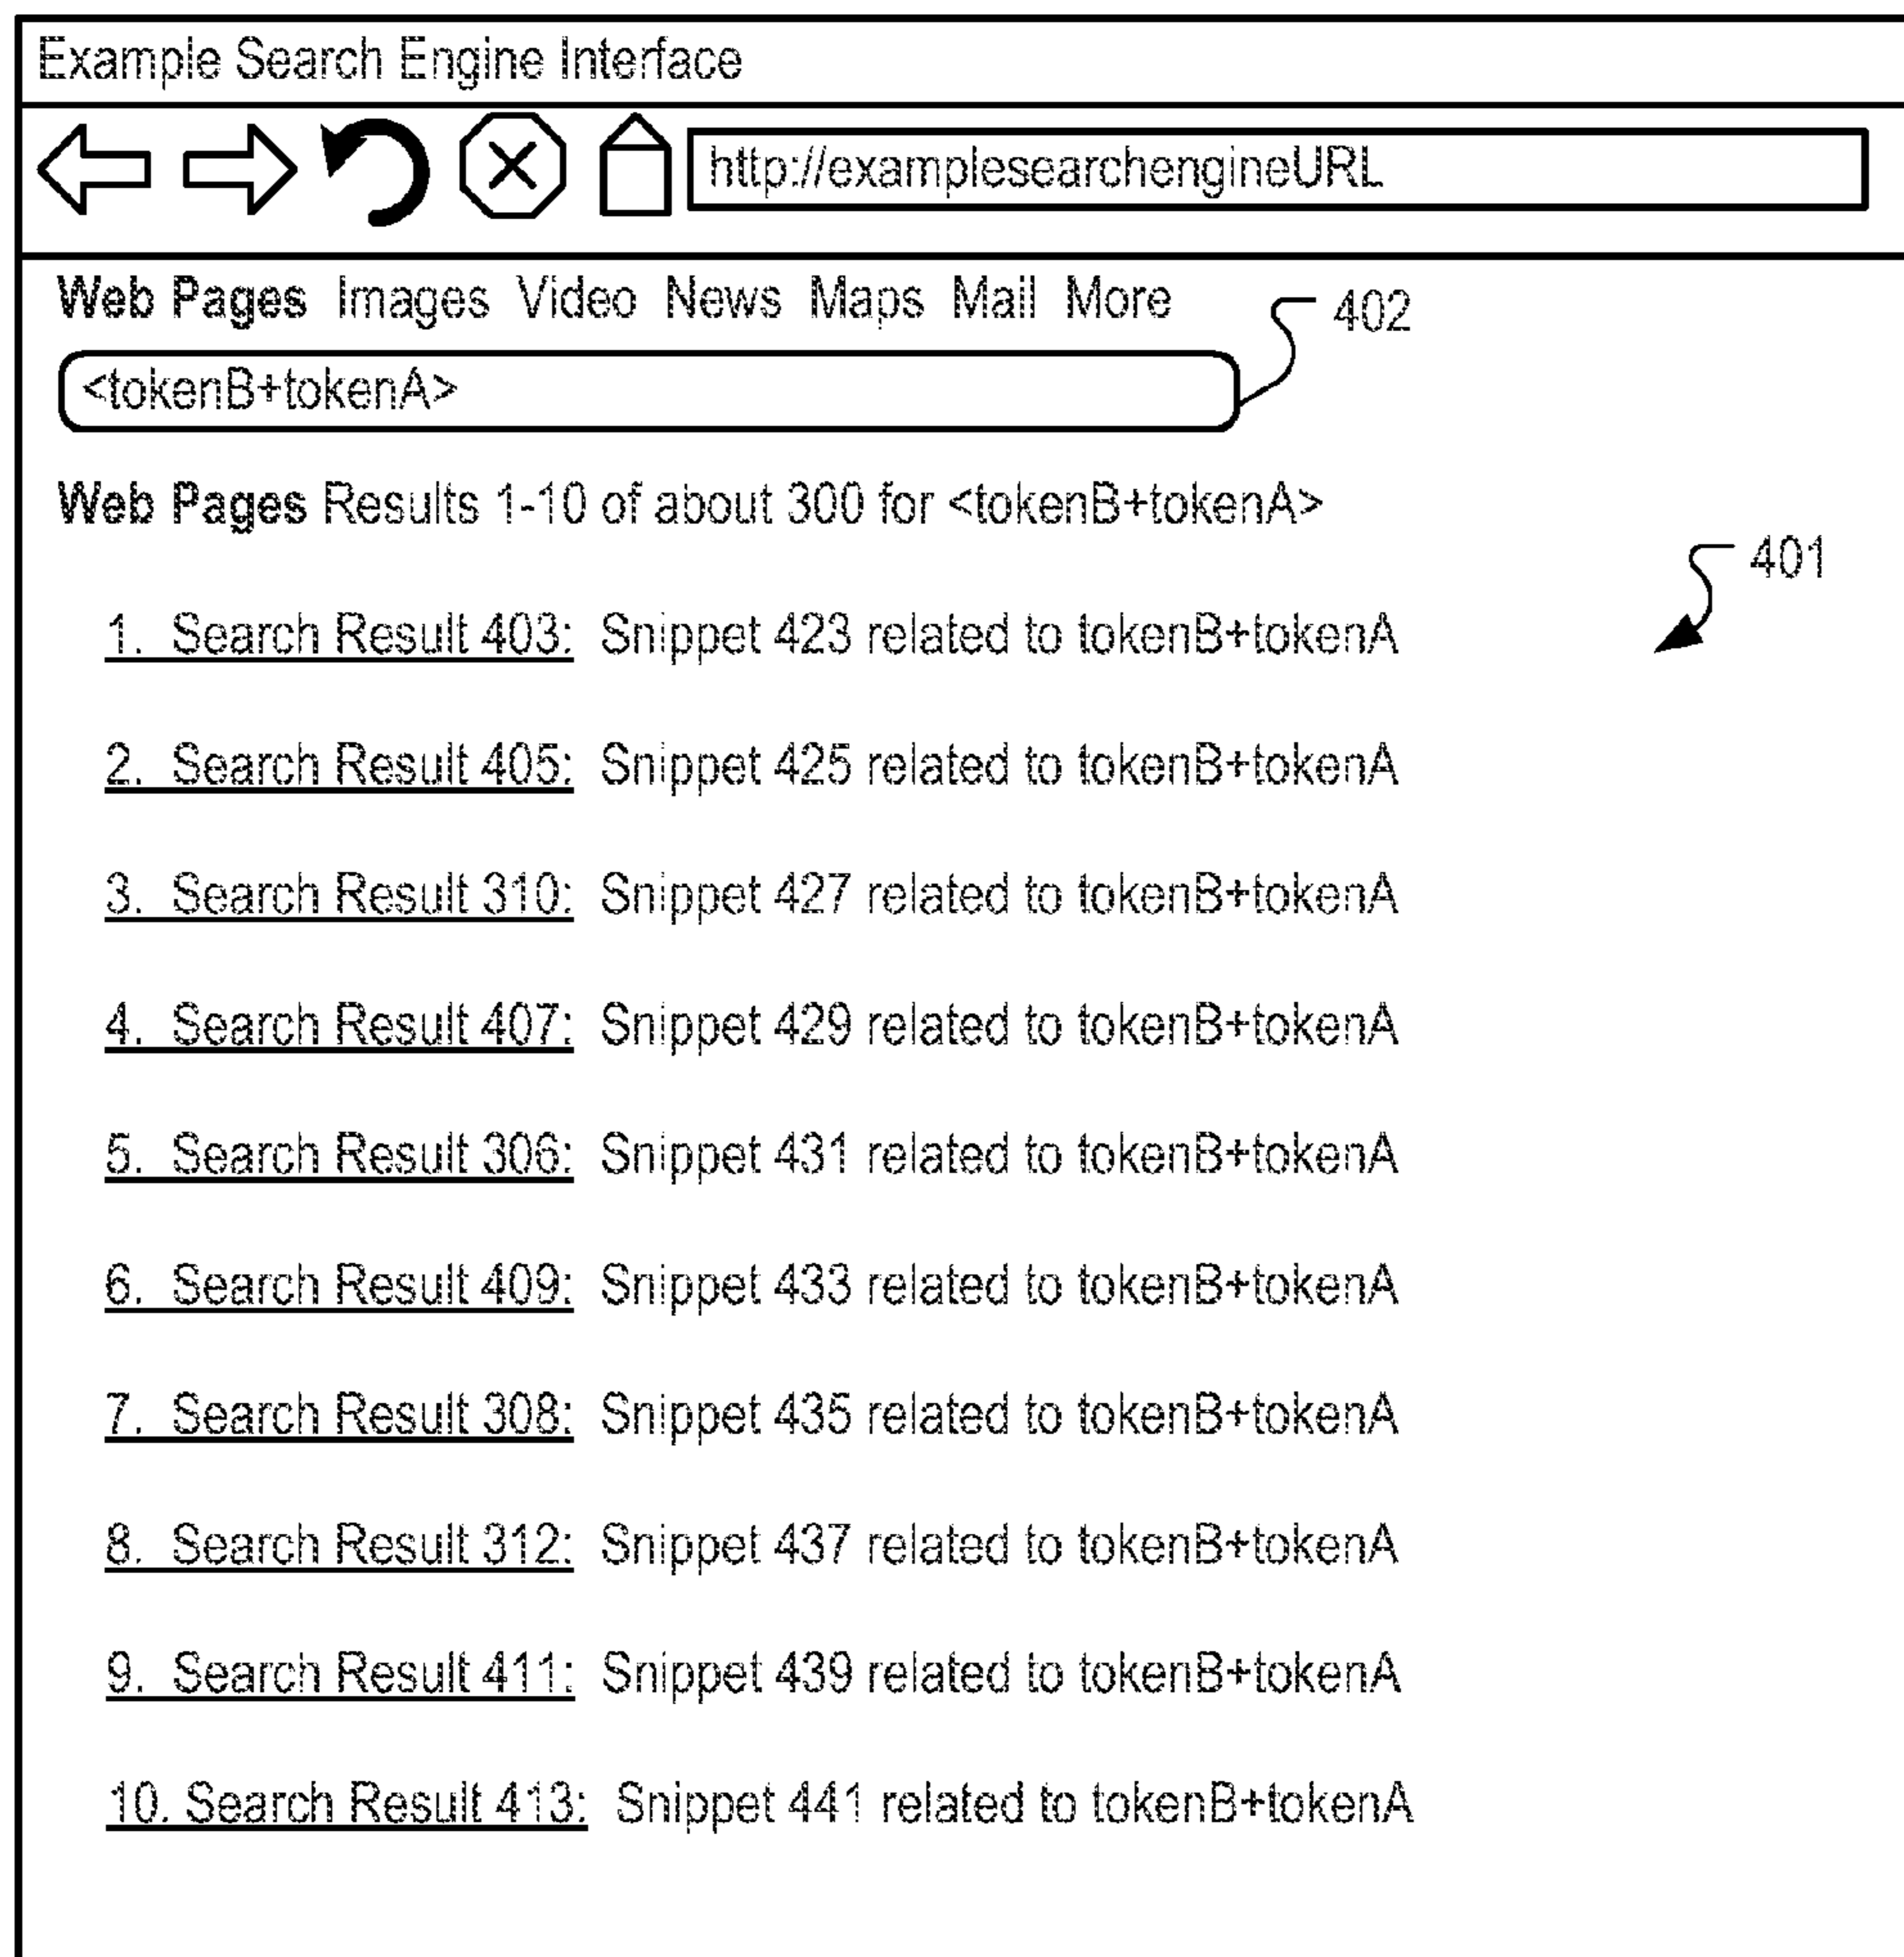 Example Search Engine Interface
http://examplesearchengineURL
Web Pages Images Video News Maps Mail More
402
<tokenB+tokenA>
Web Pages Results 1-10 of about 300 for <tokenB+tokenA>
401
1. Search Result 403: Snippet 423 related to tokenB+tokenA
2. Search Result 405: Snippet 425 related to tokenB+tokenA
3. Search Result 310: Snippet 427 related to tokenB+tokenA
4. Search Result 407: Snippet 429 related to tokenB+tokenA
5. Search Result 306: Snippet 431 related to tokenB+tokenA
6. Search Result 409: Snippet 433 related to tokenB+tokenA
7. Search Result 308: Snippet 435 related to tokenB+tokenA
8. Search Result 312: Snippet 437 related to tokenB+tokenA
9. Search Result 411: Snippet 439 related to tokenB+tokenA
10. Search Result 413: Snippet 441 related to tokenB+tokenA